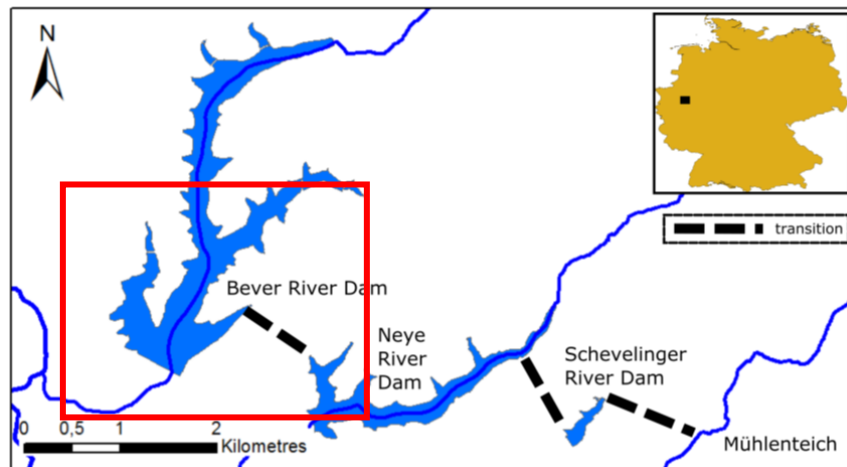 N
transition
Bever River Dam
Neye
River
Dam
Schevelinger
River Dam
Mühlenteich
0 0,5 1 2
Kilometres